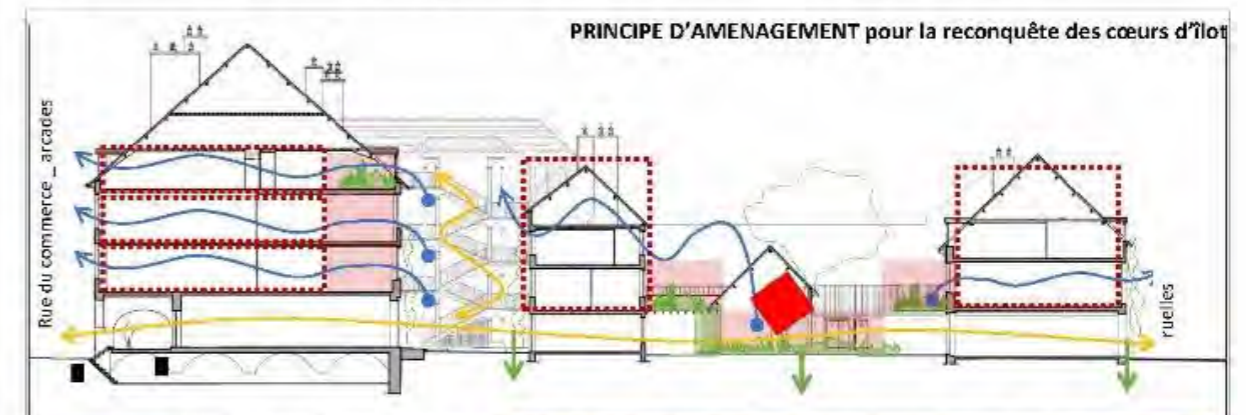 PRINCIPE D'AMENAGEMENT pour la reconquête des cœurs d'îlot
Rue du commerce _ arcades
ruelles